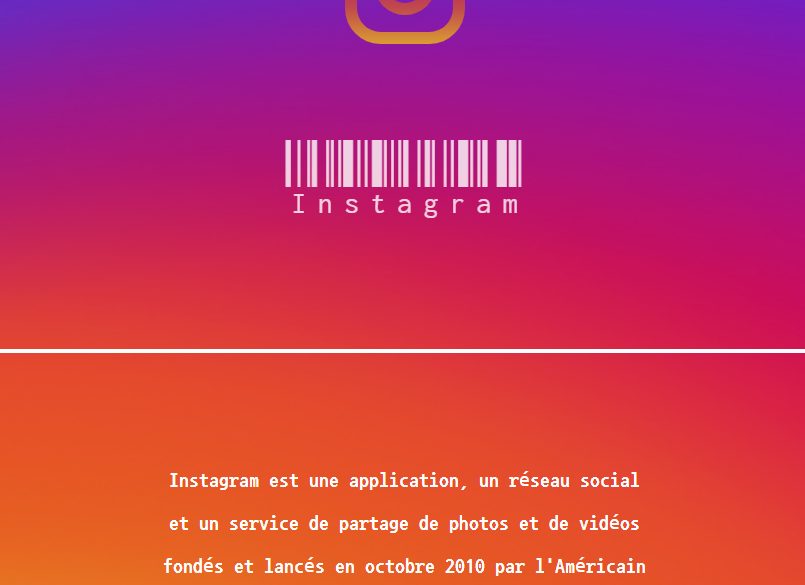 Instagram
Instagram est une application, un réseau social
et un service de partage de photos et de vidéos
fondés et lancés en octobre 2010 par l'Américain